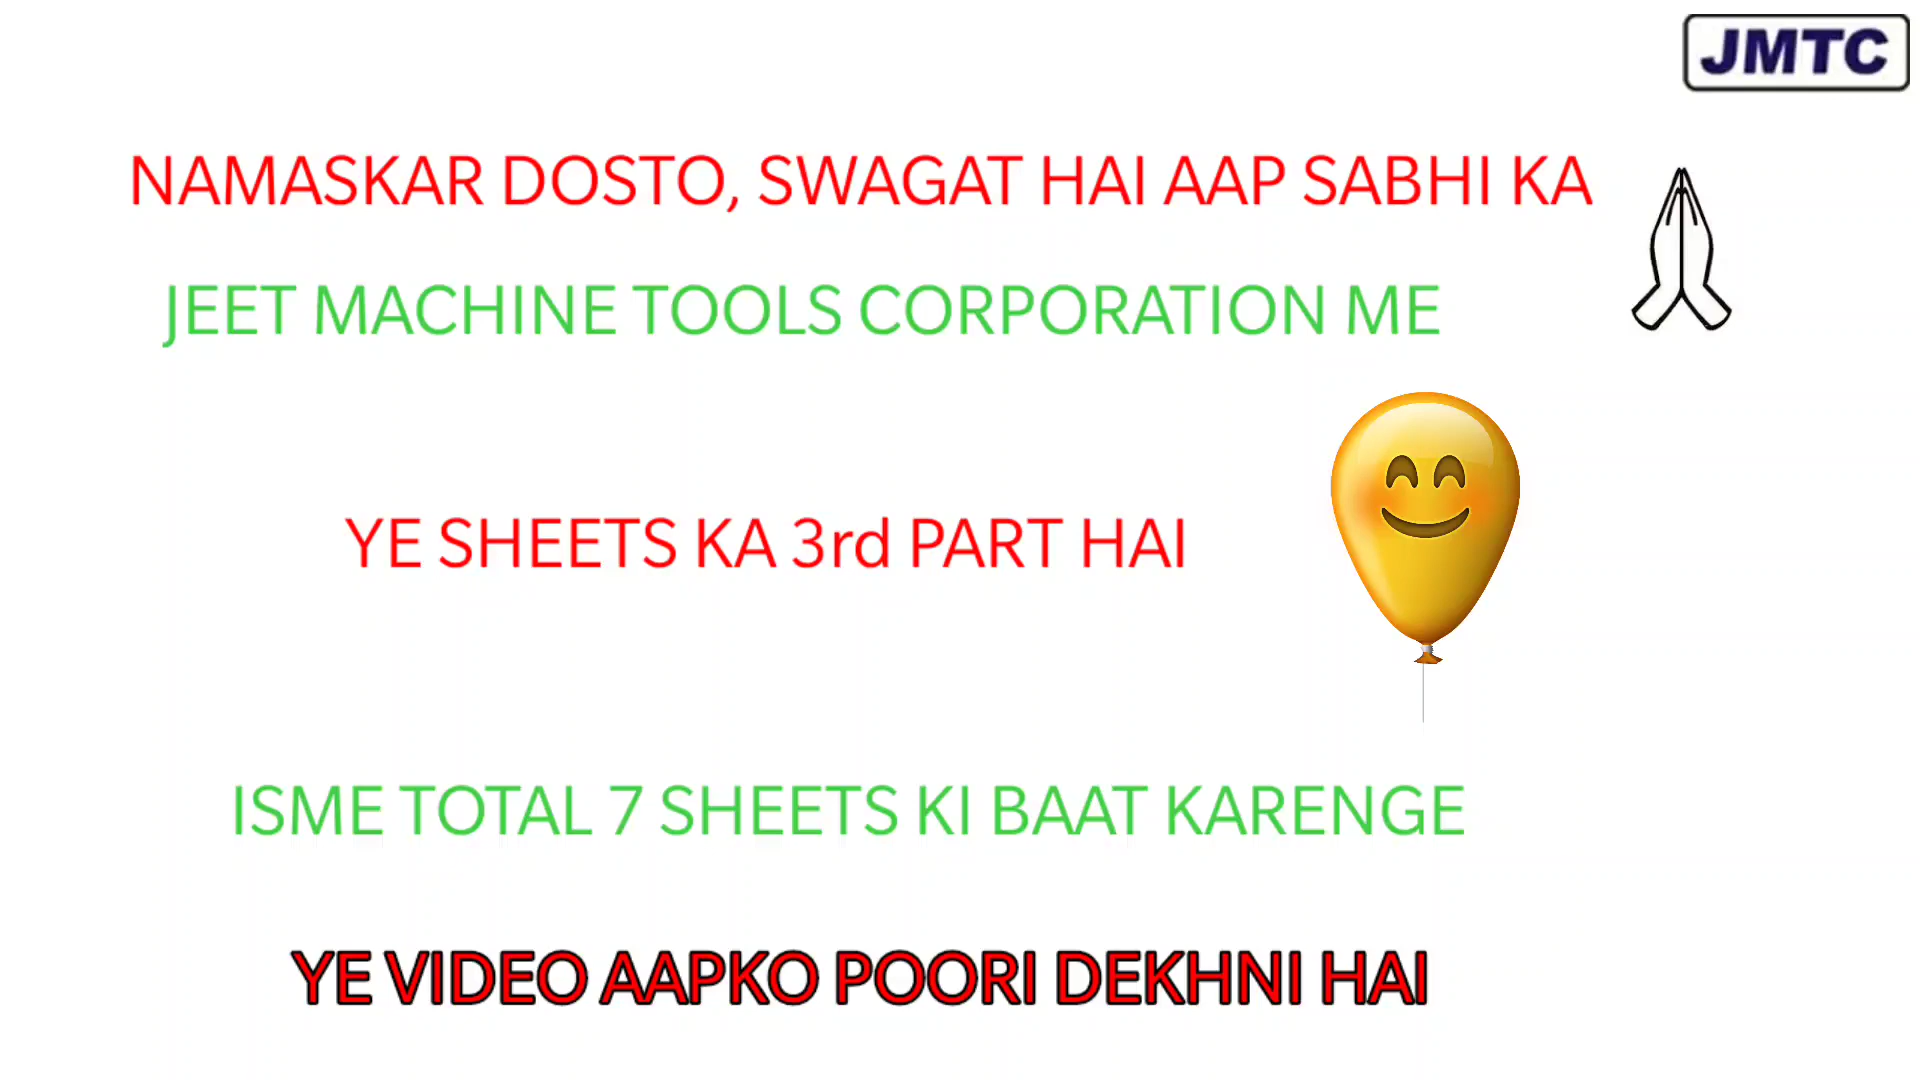 JMTC
NAMASKAR DOSTO, SWAGAT HAI AAP SABHI KA
JEET MACHINE TOOLS CORPORATION ME
YE SHEETS KA 3rd PART HAI
ISME TOTAL 7 SHEETS KI BAAT KARENGE
YE VIDEO AAPKO POORI DEKHNI HAI